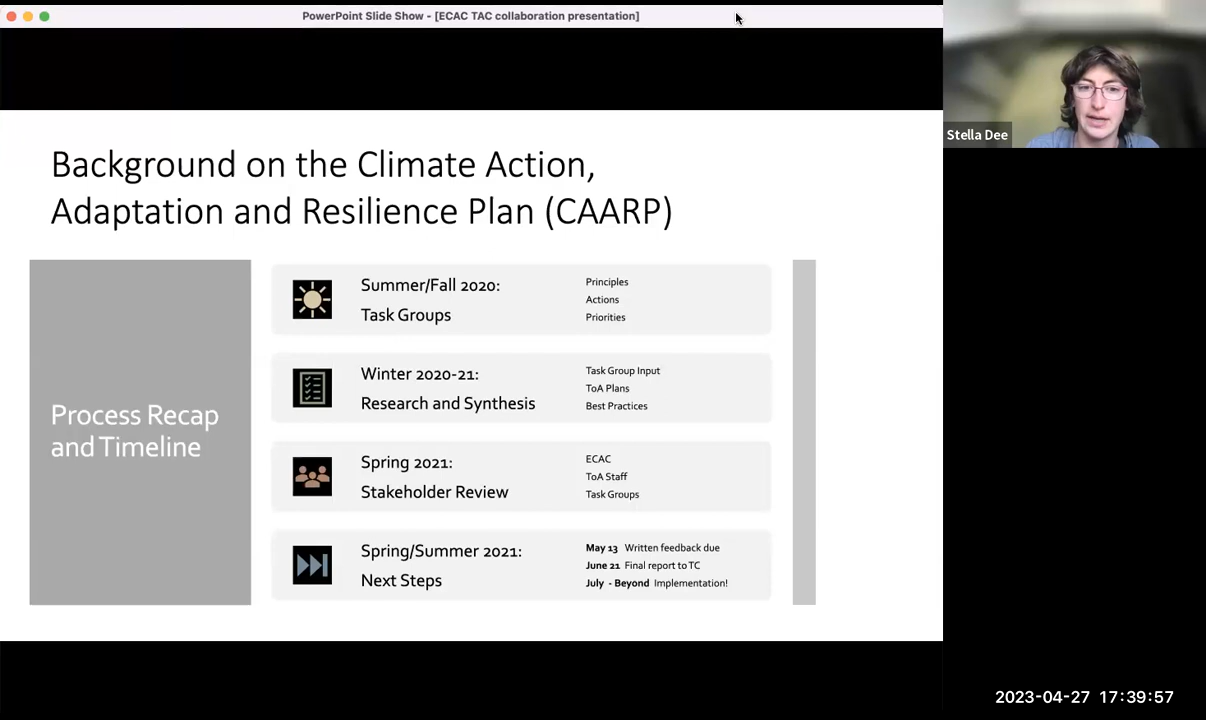 PowerPoint Slide Show - [ECAC TAC collaboration presentation]
Stella Dee
Background on the Climate Action,
Adaptation and Resilience Plan (CAARP)
Process Recap
and Timeline
Summer/Fall 2020:
Task Groups
Principles
Actions
Priorities
Winter 2020-21:
Research and Synthesis
Task Group Input
ToA Plans
Best Practices
Spring 2021:
Stakeholder Review
ECAC
ToA Staff
Task Groups
Spring/Summer 2021:
Next Steps
May 13 Written feedback due
June 21 Final report to TC
July - Beyond Implementation!
2023-04-27 17:39:57